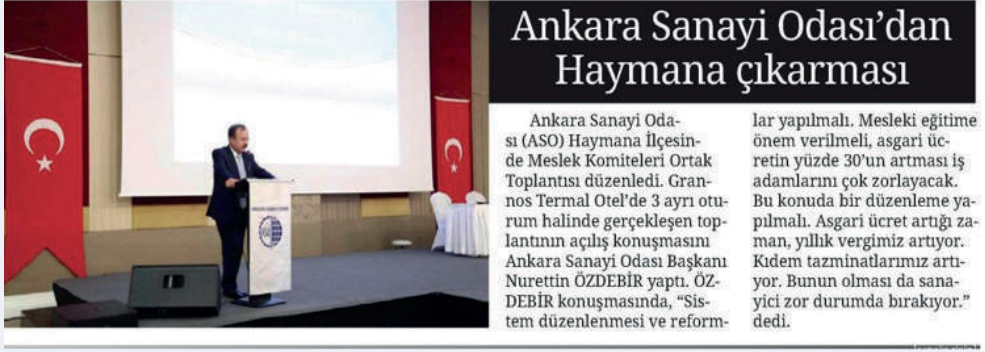 Ankara Sanayi Odası’dan
Haymana çıkarması
Ankara Sanayi Oda-
sı (ASO) Haymana İlçesin-
de Meslek Komiteleri Ortak
Toplantısı düzenledi. Gran-
nos Termal Otel’de 3 ayrı otu-
rum halinde gerçekleşen top-
lantının açılış konuşmasını
Ankara Sanayi Odası Başkanı
Nurettin ÖZDEBİR yaptı. ÖZ-
DEBİR konuşmasında, “Sis-
tem düzenlenmesi ve reform-
lar yapılmalı. Mesleki eğitime
önem verilmeli, asgari üc-
retin yüzde 30’un artması iş
adamlarını çok zorlayacak.
Bu konuda bir düzenleme ya-
pılmalı. Asgari ücret artığı za-
man, yıllık vergimiz artıyor.
Kıdem tazminatlarımız artı-
yor. Bunun olması da sana-
yici zor durumda bırakıyor.”
dedi.